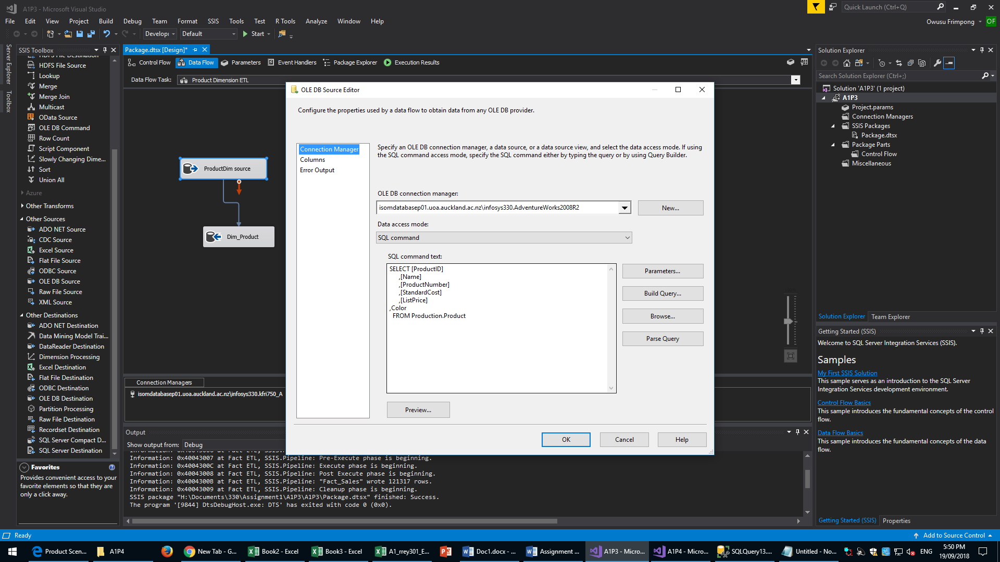 A1P3 - Microsoft Visual Studio
Quick Launch (Ctrl+Q)
File Edit View Project Build Debug Team Format SSIS Tools Test R Tools Analyze Window Help
Owusu Frimpong OF
Develop Default Start
Server Explorer
Toolbox
SSIS Toolbox
HDFS File Destination
HDFS File Source
Lookup
Merge
Merge Join
Multicast
OData Source
OLE DB Command
Row Count
Script Component
Slowly Changing Dime...
Sort
Union All
Azure
Other Transforms
Other Sources
ADO NET Source
CDC Source
Excel Source
Flat File Source
ODBC Source
OLE DB Source
Raw File Source
XML Source
Other Destinations
ADO NET Destination
Data Mining Model Trai...
DataReader Destination
Dimension Processing
Excel Destination
Flat File Destination
ODBC Destination
OLE DB Destination
Partition Processing
Raw File Destination
Recordset Destination
SQL Server Compact D...
SQL Server Destination
Favorites
Provides convenient access to your
favorite elements so that they are
only a click away.
Package.dtsx [Design]*
Control Flow Data Flow Parameters Event Handlers Package Explorer Execution Results
Data Flow Task: Product Dimension ETL
ProductDim source
Dim_Product
OLE DB Source Editor
Configure the properties used by a data flow to obtain data from any OLE DB provider.
Connection Manager
Columns
Error Output
Specify an OLE DB connection manager, a data source, or a data source view, and select the data access mode. If using
the SQL command access mode, specify the SQL command either by typing the query or by using Query Builder.
OLE DB connection manager:
isomdatabasep01.uoa.auckland.ac.nz\infosys330.AdventureWorks2008R2
New...
Data access mode:
SQL command
SQL command text:
SELECT [ProductID]
,[Name]
,[ProductNumber]
,[StandardCost]
,[ListPrice]
,Color
FROM Production.Product
Parameters...
Build Query...
Browse...
Parse Query
Preview...
OK Cancel Help
Connection Managers
isomdatabasep01.uoa.auckland.ac.nz\infosys330.kfri750_A
Output
Show output from: Debug
Information: 0x40043007 at Fact ETL, SSIS.Pipeline: Pre-Execute phase is beginning.
Information: 0x4004300C at Fact ETL, SSIS.Pipeline: Execute phase is beginning.
Information: 0x40043008 at Fact ETL, SSIS.Pipeline: Post Execute phase is beginning.
Information: 0x4004300B at Fact ETL, SSIS.Pipeline: "Fact_Sales" wrote 121317 rows.
Information: 0x40043009 at Fact ETL, SSIS.Pipeline: Cleanup phase is beginning.
SSIS package "H:\Documents\330\Assignment1\A1P3\A1P3\Package.dtsx" finished: Success.
The program '[9844] DtsDebugHost.exe: DTS' has exited with code 0 (0x0).
Solution Explorer
Search Solution Explorer (Ctrl+;)
Solution 'A1P3' (1 project)
A1P3
Project.params
Connection Managers
SSIS Packages
Package.dtsx
Package Parts
Control Flow
Miscellaneous
Solution Explorer Team Explorer
Getting Started (SSIS)
Welcome to SQL Server Integration Services (SSIS).
Samples
My First SSIS Solution
This sample serves as an introduction to the SQL Server
Integration Services development environment.
Control Flow Basics
This sample introduces the fundamental concepts of the control
flow.
Data Flow Basics
This sample introduces the fundamental concepts of the data
flow.
Getting Started (SSIS) Properties
Ready
Add to Source Control
Product Scen... A1P4 New Tab - G... Book2 - Excel Book3 - Excel A1_rrey301_E... Doc1.docx - ... Assignment ... A1P3 - Micro... A1P4 - Micro... SQLQuery13.... Untitled - No... ENG
5:50 PM
19/09/2018